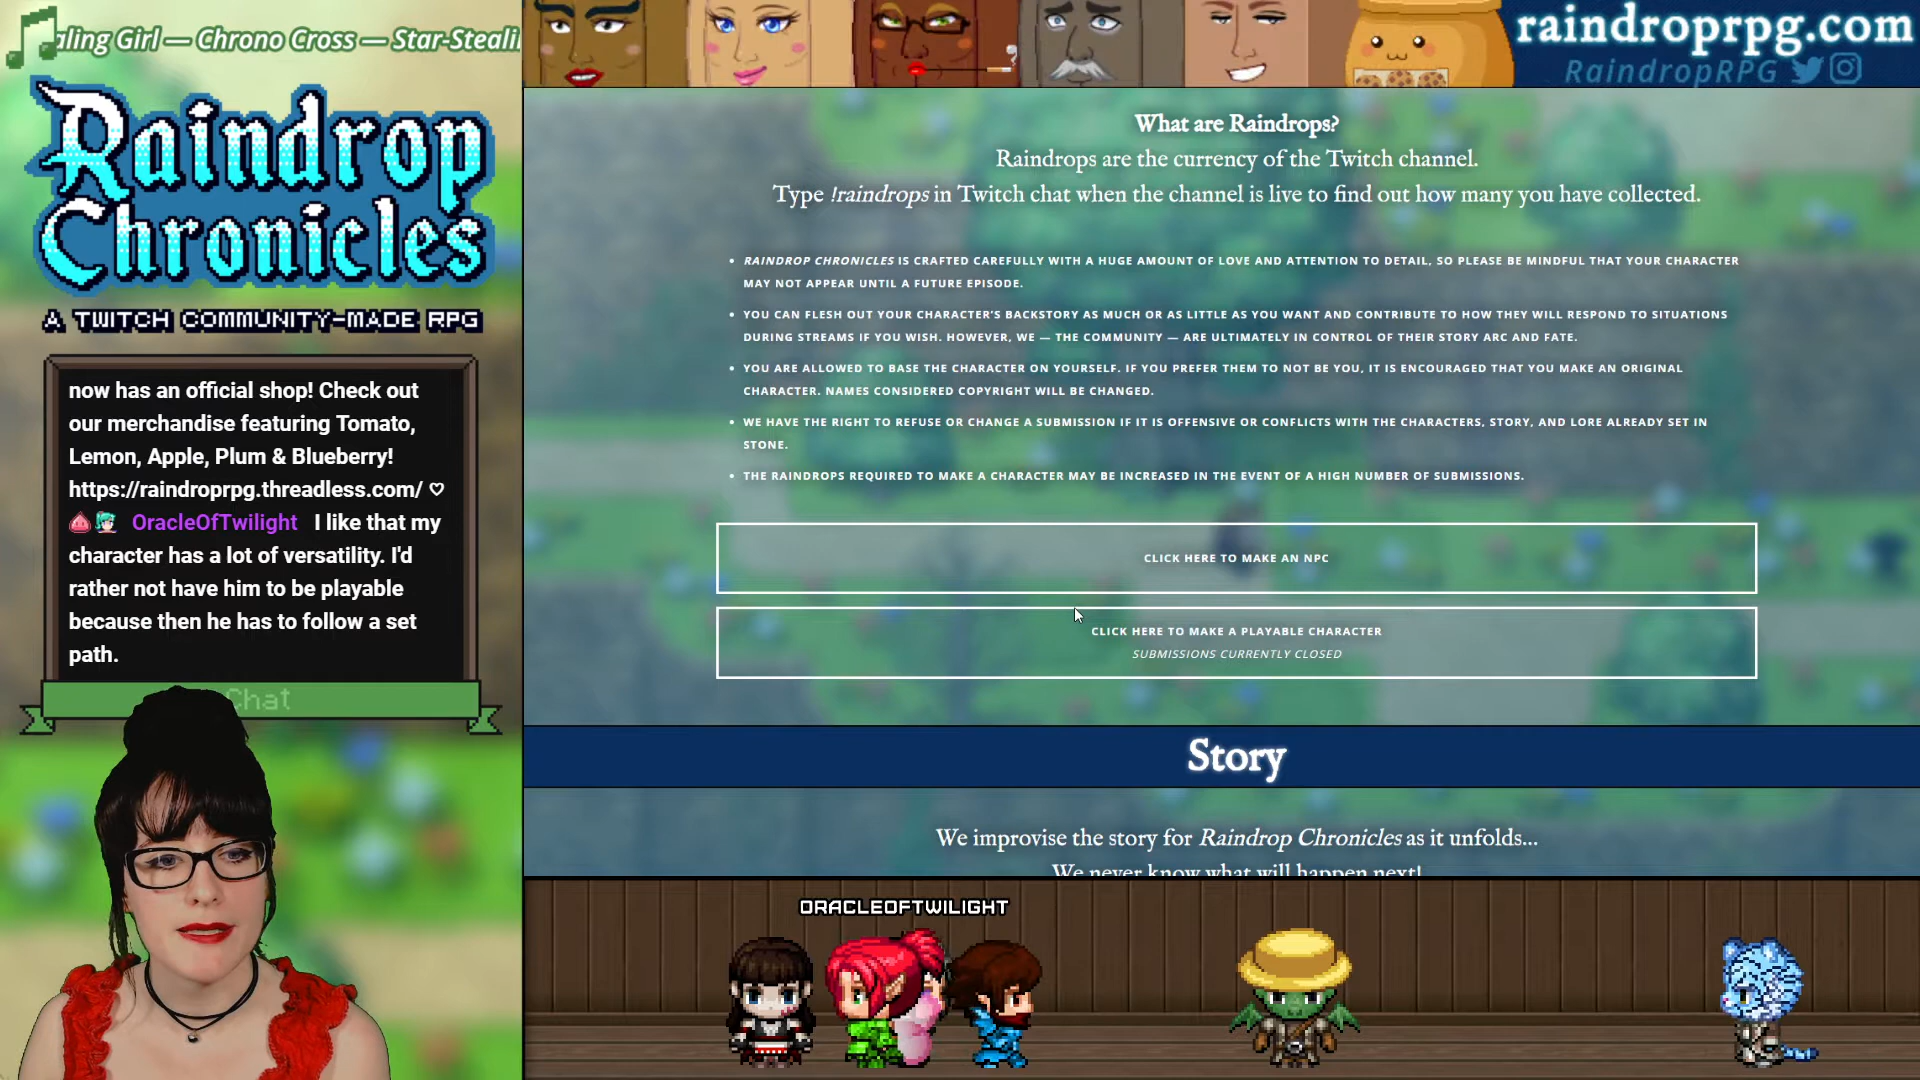 aling Girl — Chrono Cross — Star-Steali
Raindrop
Chronicles
A TWITCH COMMUNITY-MADE RPG
now has an official shop! Check out
our merchandise featuring Tomato,
Lemon, Apple, Plum & Blueberry!
https://raindroprpg.threadless.com/ ♡
OracleOfTwilight I like that my
character has a lot of versatility. I'd
rather not have him to be playable
because then he has to follow a set
path.
Chat
raindroprpg.com
RaindropRPG
What are Raindrops?
Raindrops are the currency of the Twitch channel.
Type !raindrops in Twitch chat when the channel is live to find out how many you have collected.
• RAINDROP CHRONICLES IS CRAFTED CAREFULLY WITH A HUGE AMOUNT OF LOVE AND ATTENTION TO DETAIL, SO PLEASE BE MINDFUL THAT YOUR CHARACTER
MAY NOT APPEAR UNTIL A FUTURE EPISODE.
• YOU CAN FLESH OUT YOUR CHARACTER'S BACKSTORY AS MUCH OR AS LITTLE AS YOU WANT AND CONTRIBUTE TO HOW THEY WILL RESPOND TO SITUATIONS
DURING STREAMS IF YOU WISH. HOWEVER, WE — THE COMMUNITY — ARE ULTIMATELY IN CONTROL OF THEIR STORY ARC AND FATE.
• YOU ARE ALLOWED TO BASE THE CHARACTER ON YOURSELF. IF YOU PREFER THEM TO NOT BE YOU, IT IS ENCOURAGED THAT YOU MAKE AN ORIGINAL
CHARACTER. NAMES CONSIDERED COPYRIGHT WILL BE CHANGED.
• WE HAVE THE RIGHT TO REFUSE OR CHANGE A SUBMISSION IF IT IS OFFENSIVE OR CONFLICTS WITH THE CHARACTERS, STORY, AND LORE ALREADY SET IN
STONE.
• THE RAINDROPS REQUIRED TO MAKE A CHARACTER MAY BE INCREASED IN THE EVENT OF A HIGH NUMBER OF SUBMISSIONS.
CLICK HERE TO MAKE AN NPC
CLICK HERE TO MAKE A PLAYABLE CHARACTER
SUBMISSIONS CURRENTLY CLOSED
Story
We improvise the story for Raindrop Chronicles as it unfolds...
We never know what will happen next!
ORACLEOFTWILIGHT